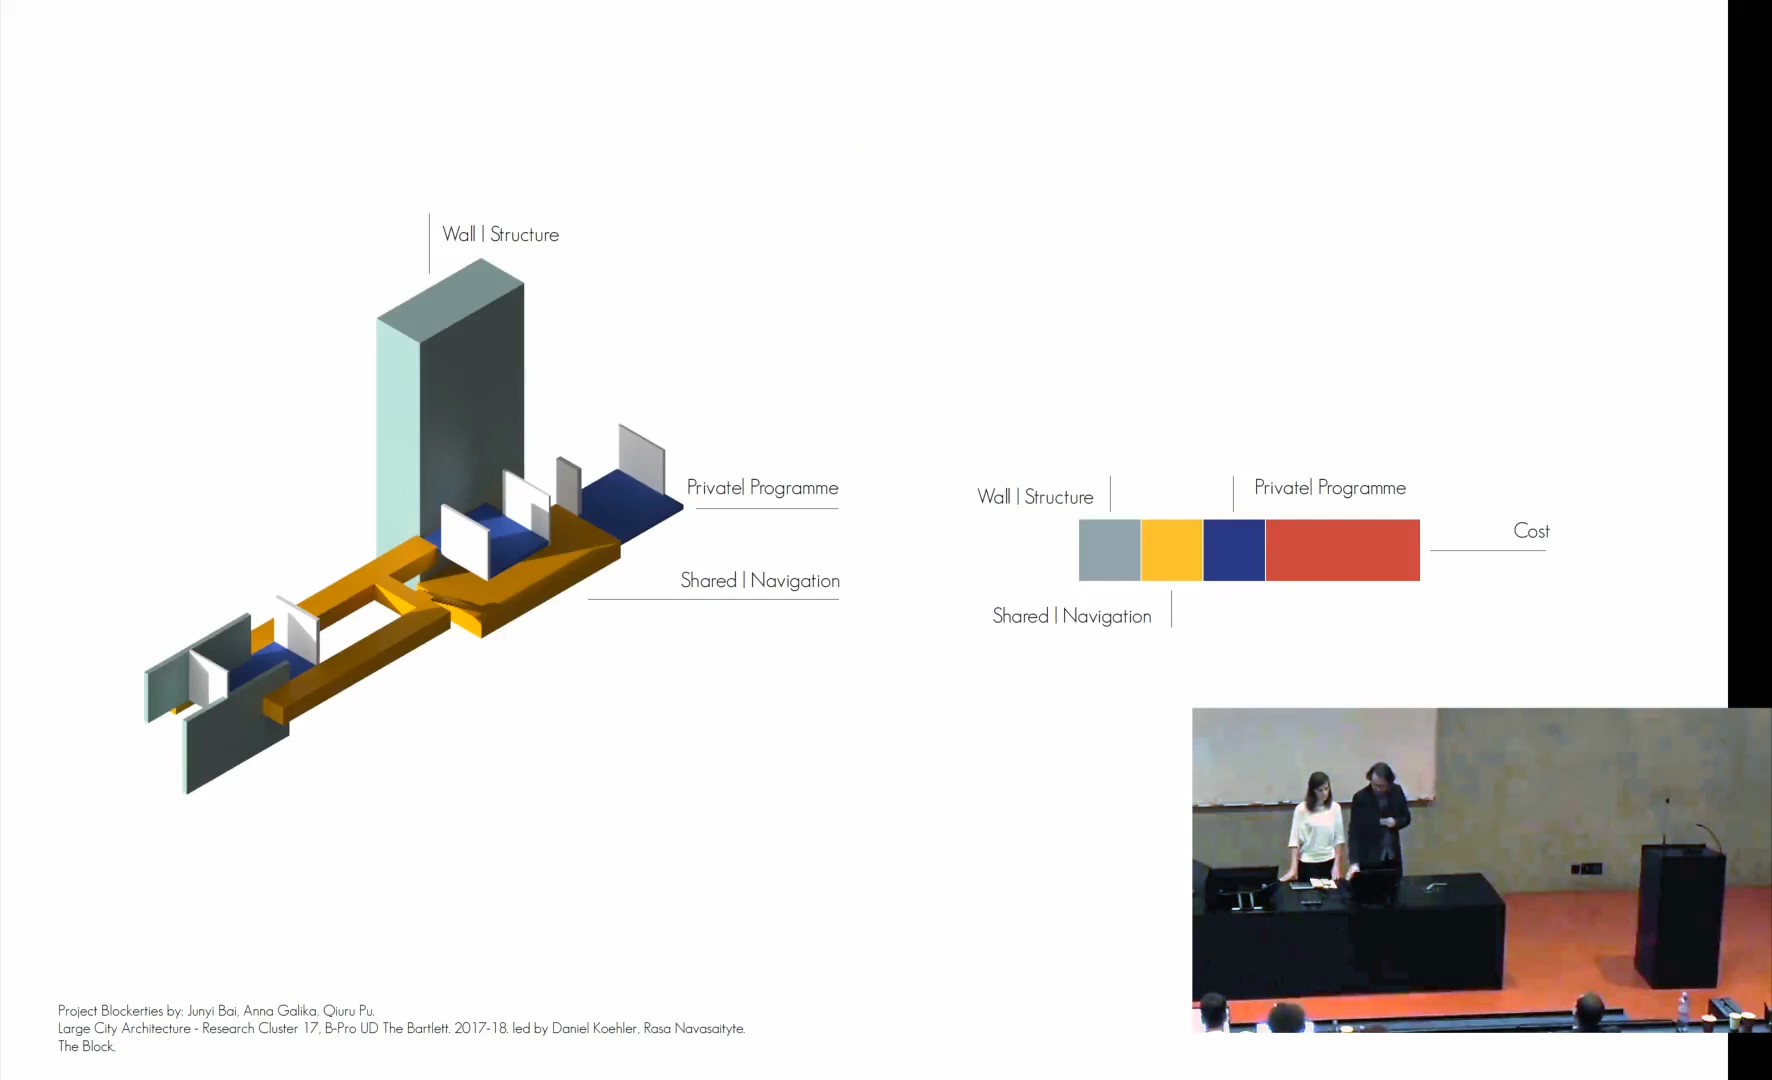 Wall | Structure
Private| Programme
Shared | Navigation
Wall | Structure
Private| Programme
Cost
Shared | Navigation
Project Blockerties by: Junyi Bai, Anna Galika, Qiuru Pu.
Large City Architecture - Research Cluster 17, B-Pro UD The Bartlett. 2017-18. led by Daniel Koehler, Rasa Navasaityte.
The Block.